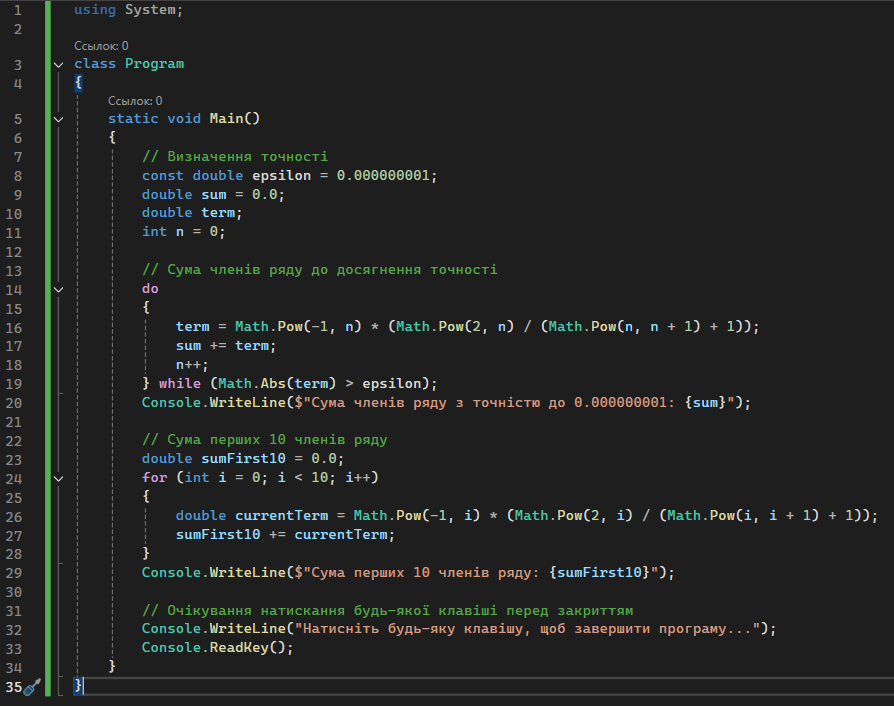 1 using System;
2
Ссылок: 0
3 class Program
4 {
Ссылок: 0
5 static void Main()
6 {
7 // Визначення точності
8 const double epsilon = 0.000000001;
9 double sum = 0.0;
10 double term;
11 int n = 0;
12
13 // Сума членів ряду до досягнення точності
14 do
15 {
16 term = Math.Pow(-1, n) * (Math.Pow(2, n) / (Math.Pow(n, n + 1) + 1));
17 sum += term;
18 n++;
19 } while (Math.Abs(term) > epsilon);
20 Console.WriteLine($"Сума членів ряду з точністю до 0.000000001: {sum}");
21
22 // Сума перших 10 членів ряду
23 double sumFirst10 = 0.0;
24 for (int i = 0; i < 10; i++)
25 {
26 double currentTerm = Math.Pow(-1, i) * (Math.Pow(2, i) / (Math.Pow(i, i + 1) + 1));
27 sumFirst10 += currentTerm;
28 }
29 Console.WriteLine($"Сума перших 10 членів ряду: {sumFirst10}");
30
31 // Очікування натискання будь-якої клавіші перед закриттям
32 Console.WriteLine("Натисніть будь-яку клавішу, щоб завершити програму...");
33 Console.ReadKey();
34 }
35 }